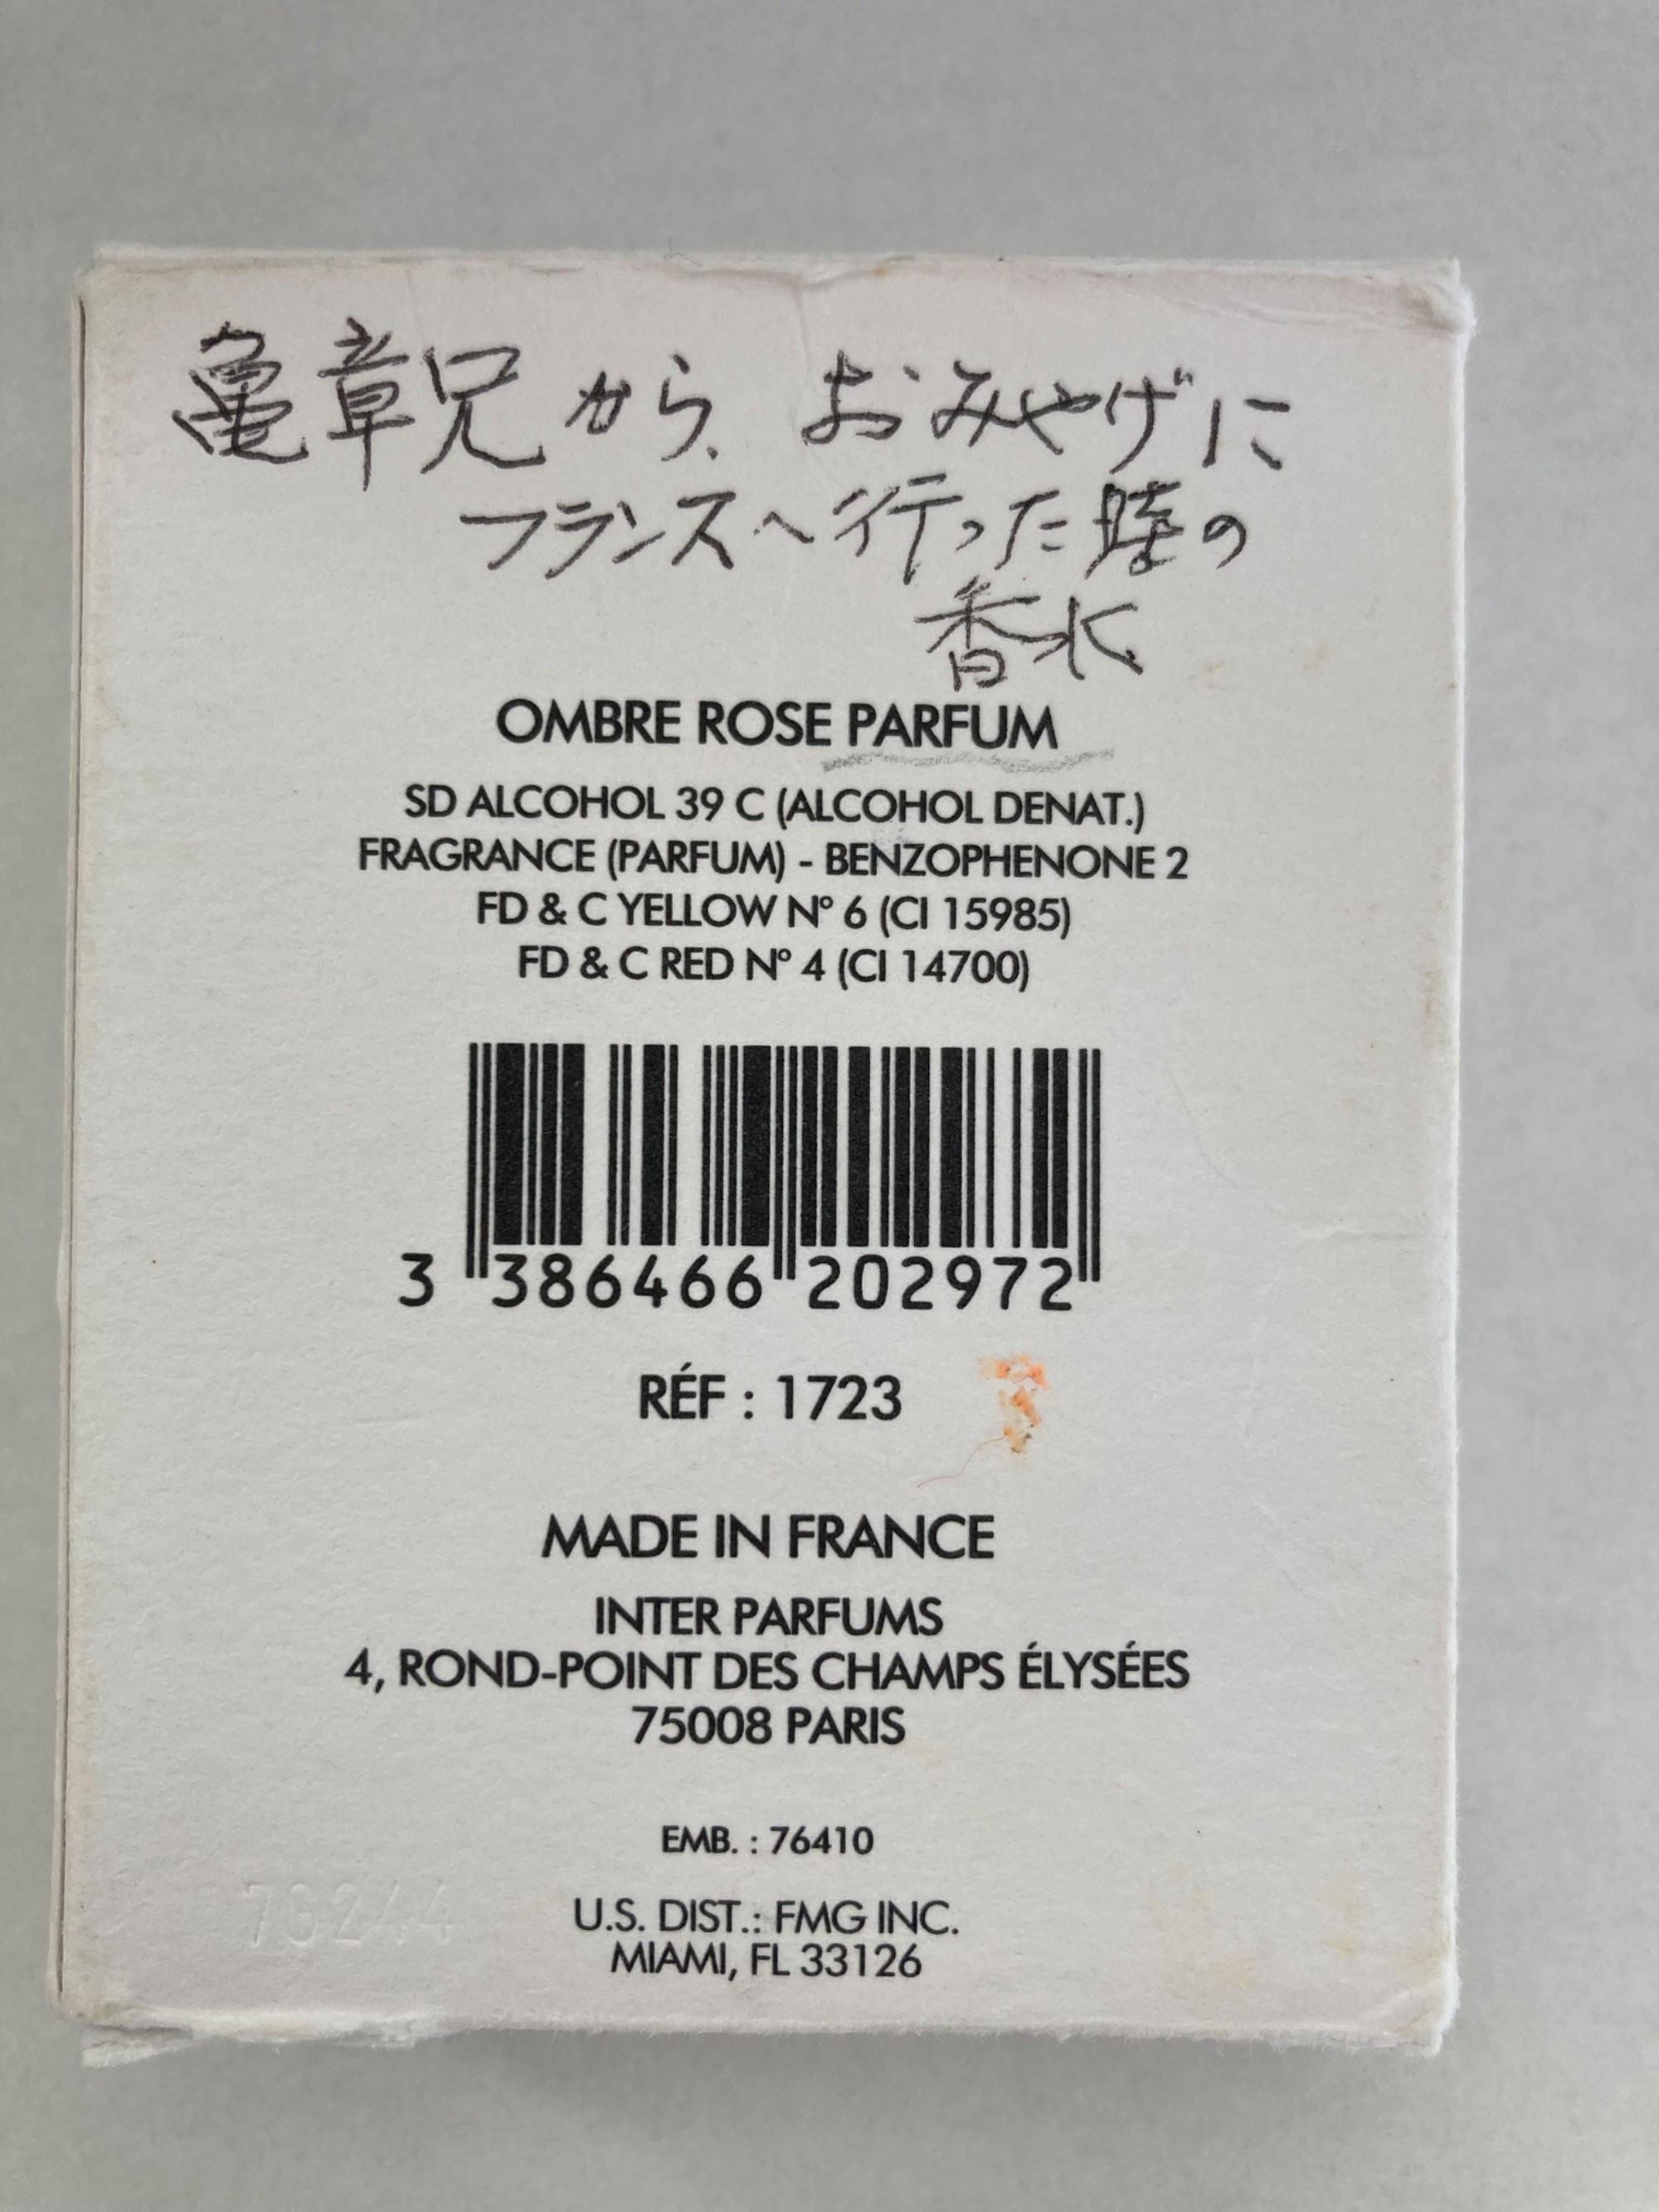 亀章兄から、おみやげに
フランスへ行った時の
香水
OMBRE ROSE PARFUM
SD ALCOHOL 39 C (ALCOHOL DENAT.)
FRAGRANCE (PARFUM) - BENZOPHENONE 2
FD & C YELLOW N° 6 (CI 15985)
FD & C RED N° 4 (CI 14700)
3 386466 202972
RÉF : 1723
MADE IN FRANCE
INTER PARFUMS
4, ROND-POINT DES CHAMPS ÉLYSÉES
75008 PARIS
EMB. : 76410
76244
U.S. DIST.: FMG INC.
MIAMI, FL 33126